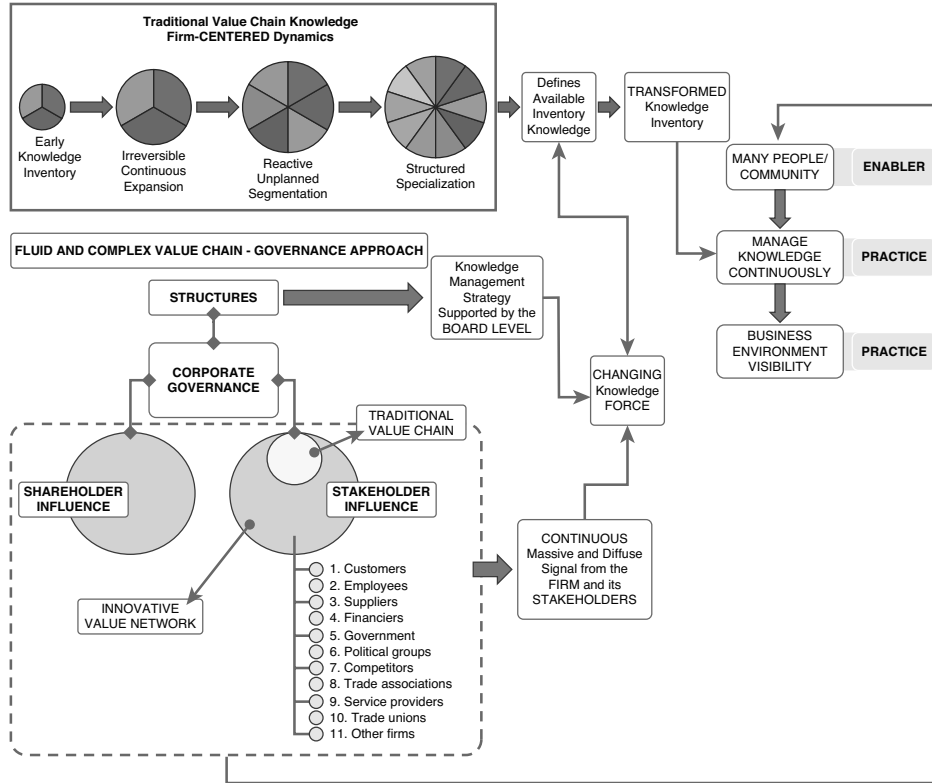 Traditional Value Chain Knowledge
Firm-CENTERED Dynamics
Early
Knowledge
Inventory
Irreversible
Continuous
Expansion
Reactive
Unplanned
Segmentation
Structured
Specialization
Defines
Available
Inventory
Knowledge
TRANSFORMED
Knowledge
Inventory
MANY PEOPLE/
COMMUNITY
ENABLER
MANAGE
KNOWLEDGE
CONTINUOUSLY
PRACTICE
BUSINESS
ENVIRONMENT
VISIBILITY
PRACTICE
FLUID AND COMPLEX VALUE CHAIN - GOVERNANCE APPROACH
STRUCTURES
Knowledge
Management
Strategy
Supported by the
BOARD LEVEL
CORPORATE
GOVERNANCE
CHANGING
Knowledge
FORCE
TRADITIONAL
VALUE CHAIN
SHAREHOLDER
INFLUENCE
STAKEHOLDER
INFLUENCE
INNOVATIVE
VALUE NETWORK
1. Customers
2. Employees
3. Suppliers
4. Financiers
5. Government
6. Political groups
7. Competitors
8. Trade associations
9. Service providers
10. Trade unions
11. Other firms
CONTINUOUS
Massive and Diffuse
Signal from the
FIRM and its
STAKEHOLDERS